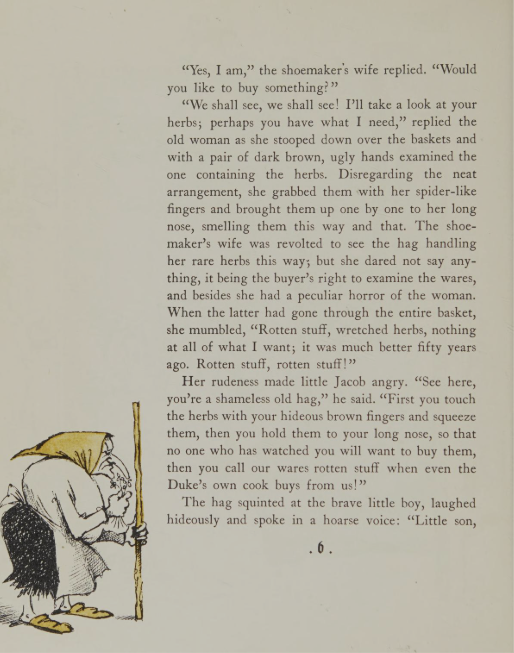 “Yes, I am,” the shoemaker’s wife replied. “Would
you like to buy something?”
“We shall see, we shall see! I’ll take a look at your
herbs; perhaps you have what I need,” replied the
old woman as she stooped down over the baskets and
with a pair of dark brown, ugly hands examined the
one containing the herbs. Disregarding the neat
arrangement, she grabbed them with her spider-like
fingers and brought them up one by one to her long
nose, smelling them this way and that. The shoe-
maker’s wife was revolted to see the hag handling
her rare herbs this way; but she dared not say any-
thing, it being the buyer’s right to examine the wares,
and besides she had a peculiar horror of the woman.
When the latter had gone through the entire basket,
she mumbled, “Rotten stuff, wretched herbs, nothing
at all of what I want; it was much better fifty years
ago. Rotten stuff, rotten stuff!”
Her rudeness made little Jacob angry. “See here,
you’re a shameless old hag,” he said. “First you touch
the herbs with your hideous brown fingers and squeeze
them, then you hold them to your long nose, so that
no one who has watched you will want to buy them,
then you call our wares rotten stuff when even the
Duke’s own cook buys from us!”
The hag squinted at the brave little boy, laughed
hideously and spoke in a hoarse voice: “Little son,
. 6 .